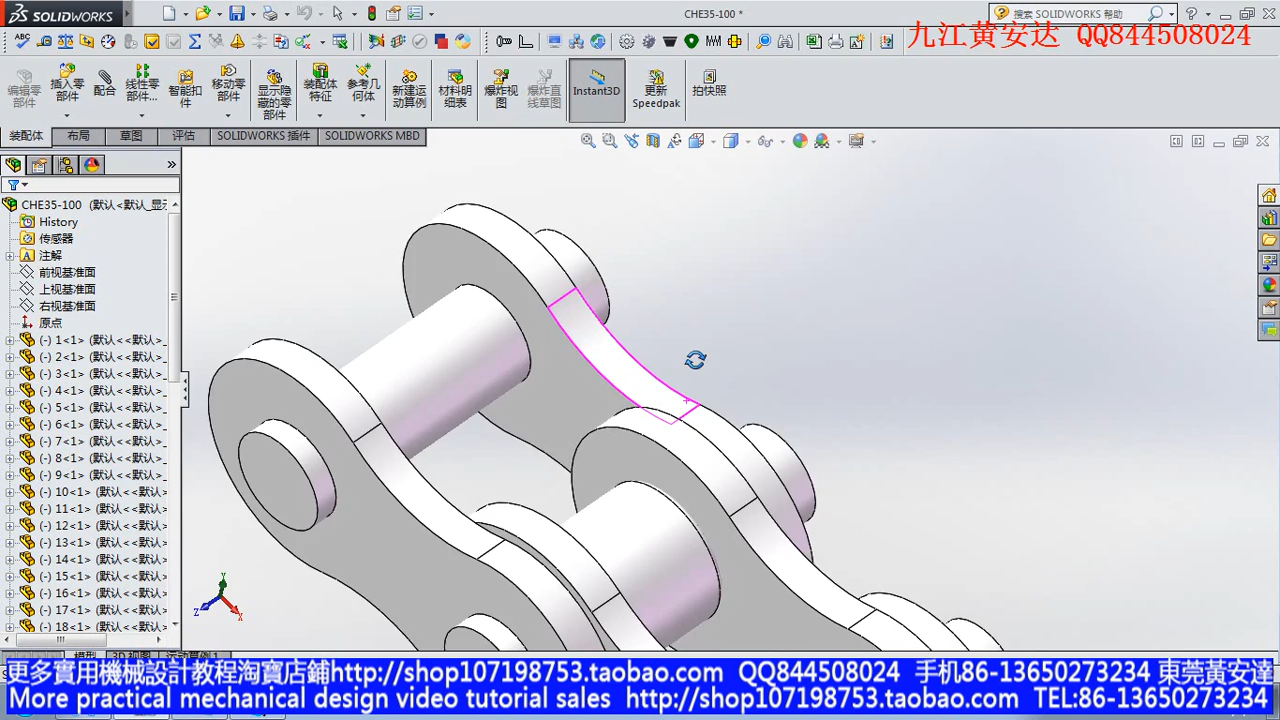 SOLIDWORKS
CHE35-100 *
搜索 SOLIDWORKS 帮助
九江黄安达 QQ844508024
编辑零部件
插入零部件
配合
线性零部件...
智能扣件
移动零部件
显示隐藏的零部件
装配体特征
参考几何体
新建运动算例
材料明细表
爆炸视图
爆炸直线草图
Instant3D
更新 Speedpak
拍快照
装配体 布局 草图 评估 SOLIDWORKS 插件 SOLIDWORKS MBD
CHE35-100 (默认<默认_显示
History
传感器
注解
前视基准面
上视基准面
右视基准面
原点
(-) 1<1> (默认<<默认>_
(-) 2<1> (默认<<默认>_
(-) 3<1> (默认<<默认>_
(-) 4<1> (默认<<默认>_
(-) 5<1> (默认<<默认>_
(-) 6<1> (默认<<默认>_
(-) 7<1> (默认<<默认>_
(-) 8<1> (默认<<默认>_
(-) 9<1> (默认<<默认>_
(-) 10<1> (默认<<默认>
(-) 11<1> (默认<<默认>
(-) 12<1> (默认<<默认>
(-) 13<1> (默认<<默认>
(-) 14<1> (默认<<默认>
(-) 15<1> (默认<<默认>
(-) 16<1> (默认<<默认>
(-) 17<1> (默认<<默认>
(-) 18<1> (默认<<默认>
Y
Z
X
模型 3D 视图 运动算例1
更多實用機械設計教程淘寶店鋪http://shop107198753.taobao.com QQ844508024 手机86-13650273234 東莞黃安達
More practical mechanical design video tutorial sales http://shop107198753.taobao.com TEL:86-13650273234